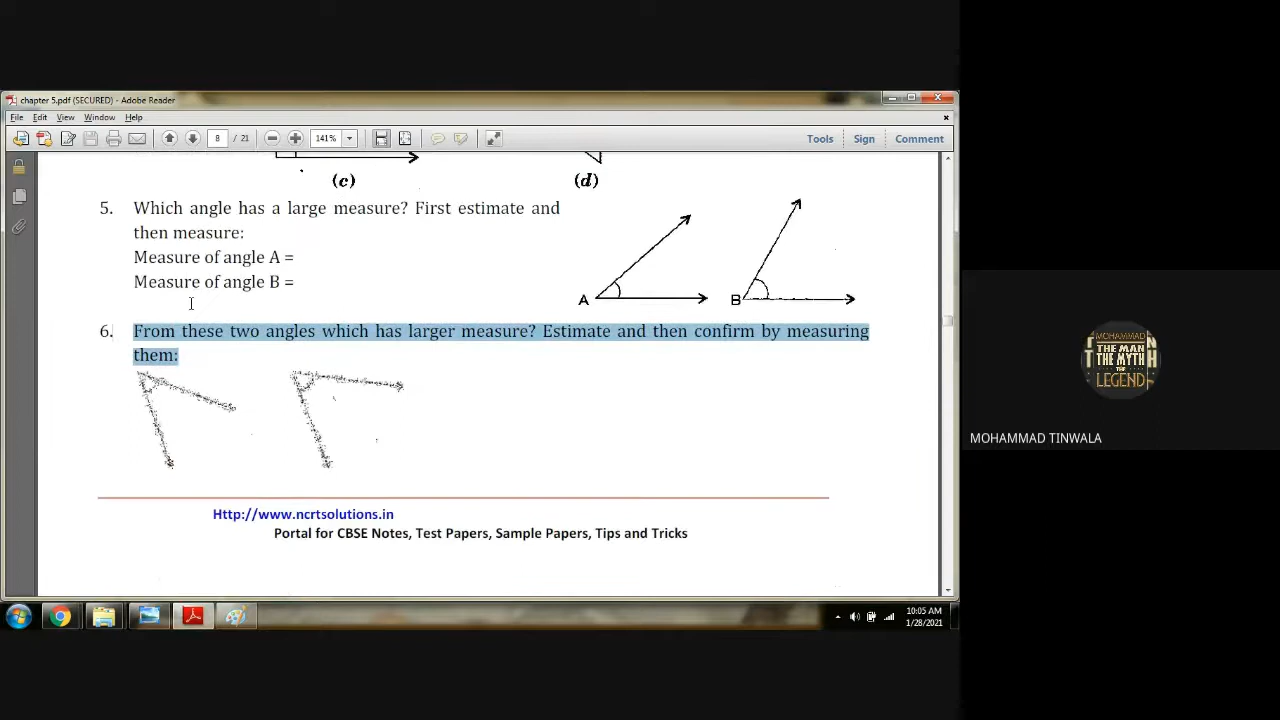 chapter 5.pdf (SECURED) - Adobe Reader
File Edit View Window Help
8 / 21 141% Tools Sign Comment
(c) (d)
5. Which angle has a large measure? First estimate and
then measure:
Measure of angle A =
Measure of angle B =
A B
6. From these two angles which has larger measure? Estimate and then confirm by measuring
them:
Http://www.ncrtsolutions.in
Portal for CBSE Notes, Test Papers, Sample Papers, Tips and Tricks
10:05 AM
1/28/2021
MOHAMMAD
THE MAN
THE MYTH
THE
LEGEND
MOHAMMAD TINWALA